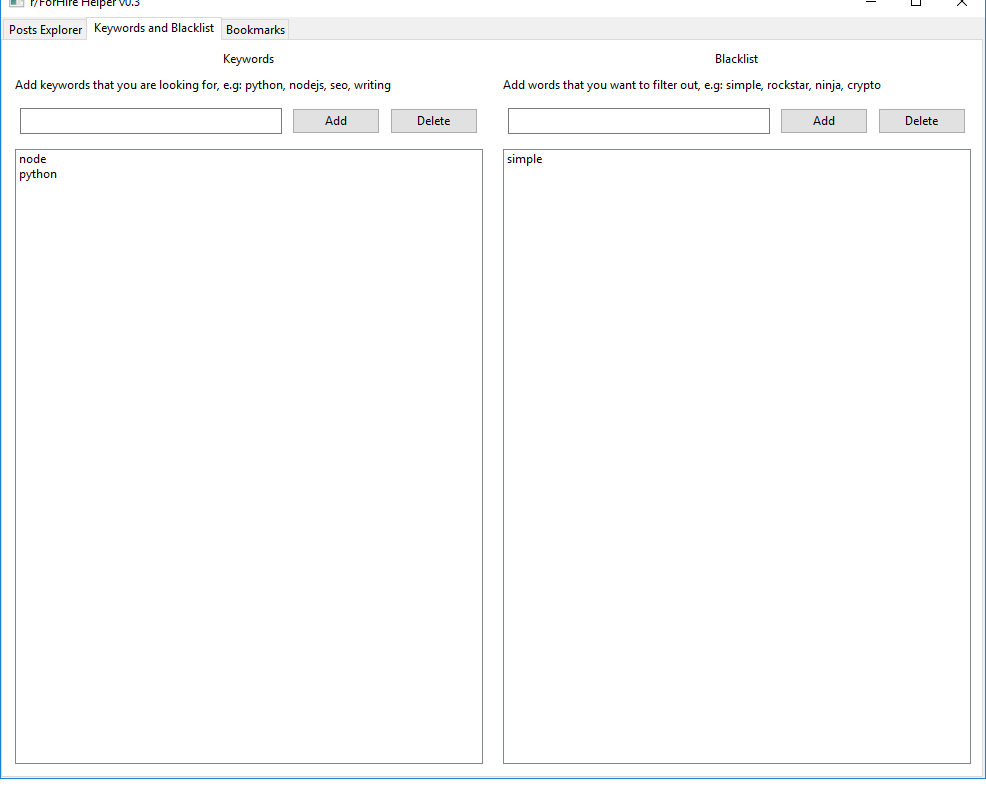 r/ForHire Helper v0.3
Posts Explorer
Keywords and Blacklist
Bookmarks
Keywords
Add keywords that you are looking for, e.g: python, nodejs, seo, writing
Add
Delete
node
python
Blacklist
Add words that you want to filter out, e.g: simple, rockstar, ninja, crypto
Add
Delete
simple